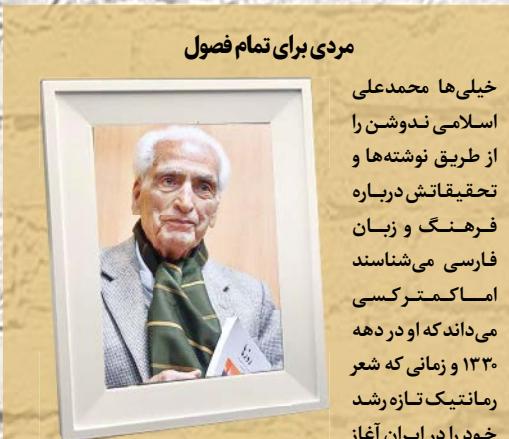 مردی برای تمام فصول
خیلی‌ها محمدعلی
اسلامی ندوشن را
از طریق نوشته‌ها و
تحقیقاتش درباره
فرهنگ و زبان
فارسی می‌شناسند
اما کمتر کسی
می‌داند که او در دهه
۱۳۳۰ و زمانی که شعر
رمانتیک تازه رشد
خود را در ایران آغاز
روزها